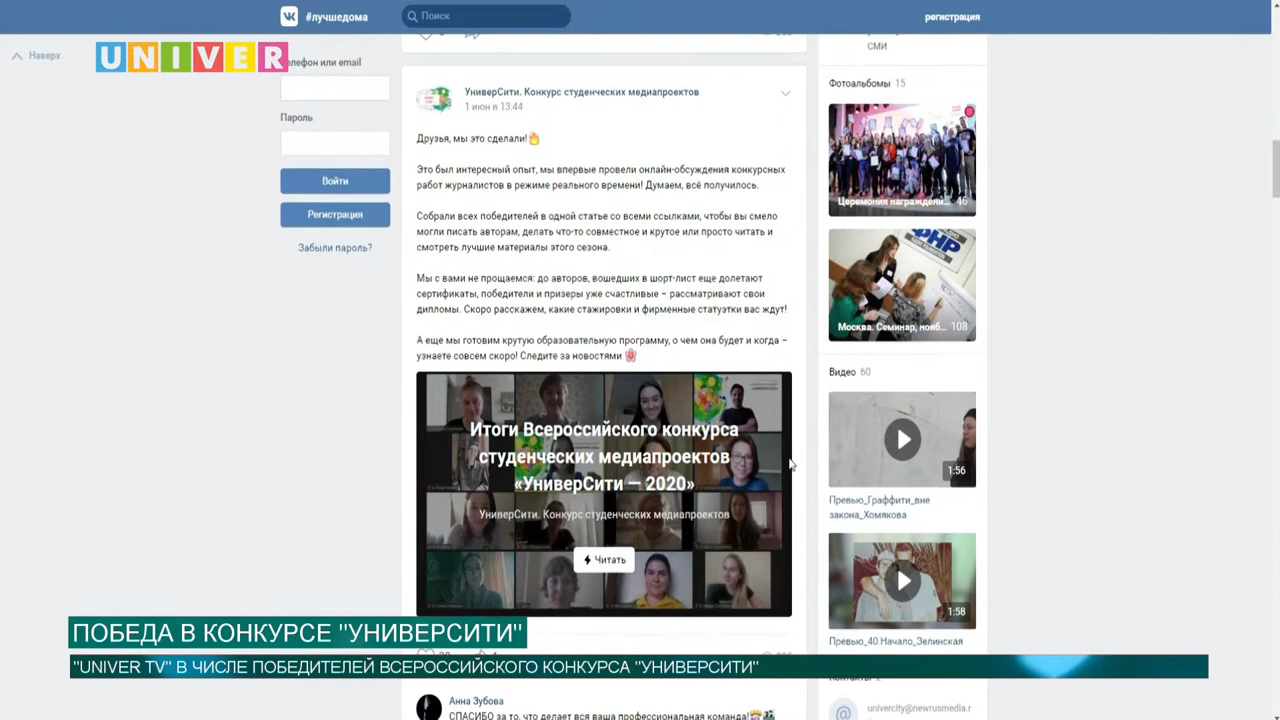 #лучшедома
Поиск
регистрация
Наверх
UNIVER
телефон или email
Пароль
Войти
Регистрация
Забыли пароль?
УниверСити. Конкурс студенческих медиапроектов
1 июн в 13:44
Друзья, мы это сделали!
Это был интересный опыт, мы впервые провели онлайн-обсуждения конкурсных
работ журналистов в режиме реального времени! Думаем, всё получилось.
Собрали всех победителей в одной статье со всеми ссылками, чтобы вы смело
могли писать авторам, делать что-то совместное и крутое или просто читать и
смотреть лучшие материалы этого сезона.
Мы с вами не прощаемся: до авторов, вошедших в шорт-лист еще долетают
сертификаты, победители и призеры уже счастливые – рассматривают свои
дипломы. Скоро расскажем, какие стажировки и фирменные статуэтки вас ждут!
А еще мы готовим крутую образовательную программу, о чем она будет и когда –
узнаете совсем скоро! Следите за новостями
Итоги Всероссийского конкурса
студенческих медиапроектов
«УниверСити — 2020»
УниверСити. Конкурс студенческих медиапроектов
Читать
Анна Зубова
СПАСИБО за то, что делает вся ваша профессиональная команда!
СМИ
Фотоальбомы 15
Церемония награждени... 46
Москва. Семинар, нояб... 108
Видео 60
1:56
Превью_Граффити_вне
закона_Хомякова
1:58
Превью_40.Начало_Зелинская
Контакты 2
univercity@newrusmedia.r
ПОБЕДА В КОНКУРСЕ "УНИВЕРСИТИ"
"UNIVER TV" В ЧИСЛЕ ПОБЕДИТЕЛЕЙ ВСЕРОССИЙСКОГО КОНКУРСА "УНИВЕРСИТИ"